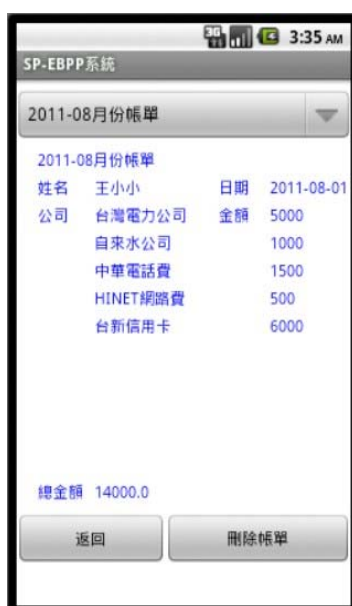 3G 3:35 AM
SP-EBPP系統
2011-08月份帳單
2011-08月份帳單
姓名 王小小 日期 2011-08-01
公司 台灣電力公司 金額 5000
自來水公司 1000
中華電話費 1500
HINET網路費 500
台新信用卡 6000
總金額 14000.0
返回 刪除帳單